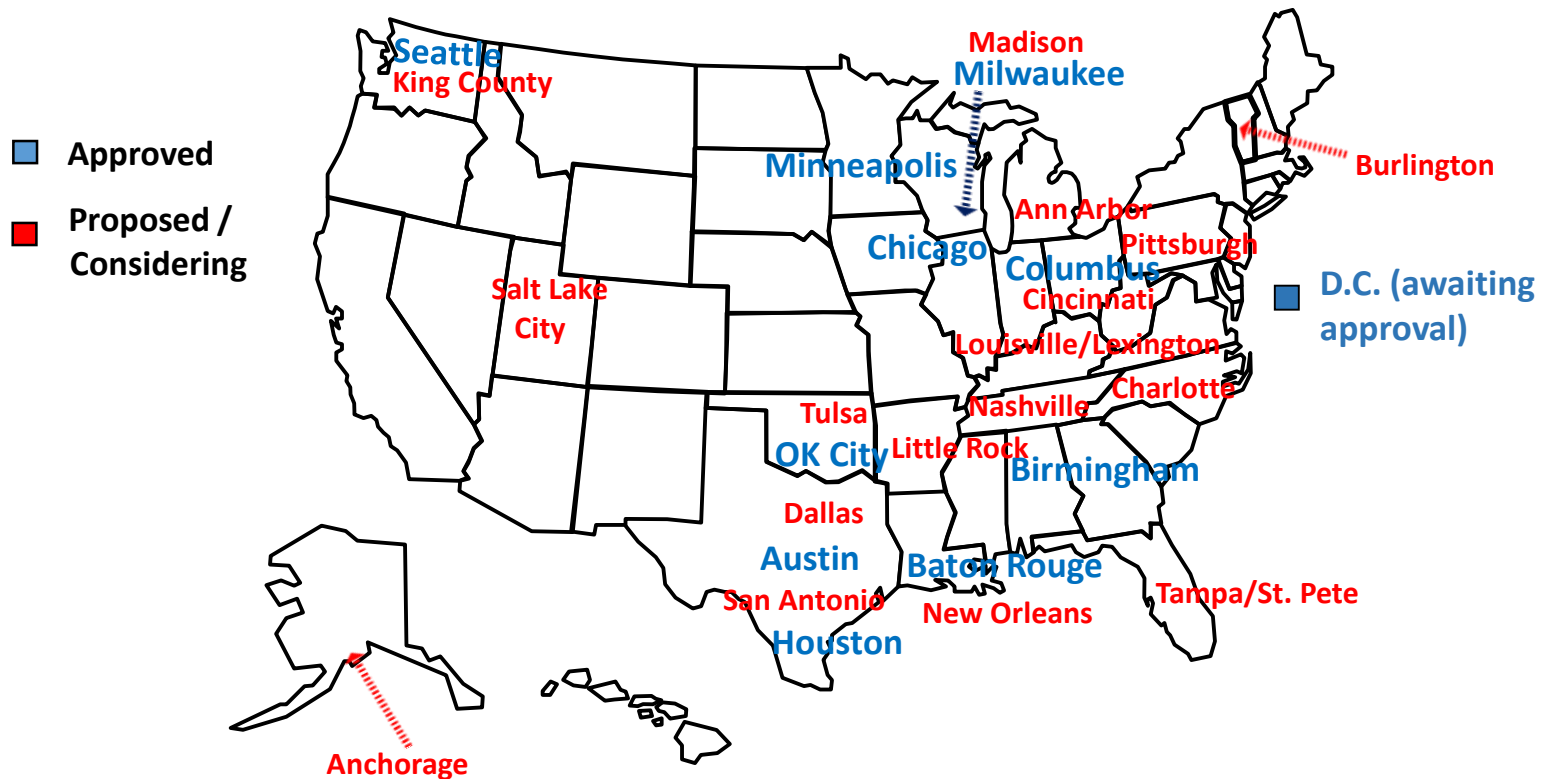 Madison
Seattle
Milwaukee
King County
Approved
Minneapolis
Burlington
Proposed /
Considering
Ann Arbor
Chicago
Pittsburgh
Columbus
Salt Lake
City
Cincinnati
D.C. (awaiting
approval)
Louisville/Lexington
Charlotte
Tulsa
Nashville
OK City
Little Rock
Birmingham
Dallas
Austin
Baton Rouge
San Antonio
New Orleans
Tampa/St. Pete
Houston
Anchorage